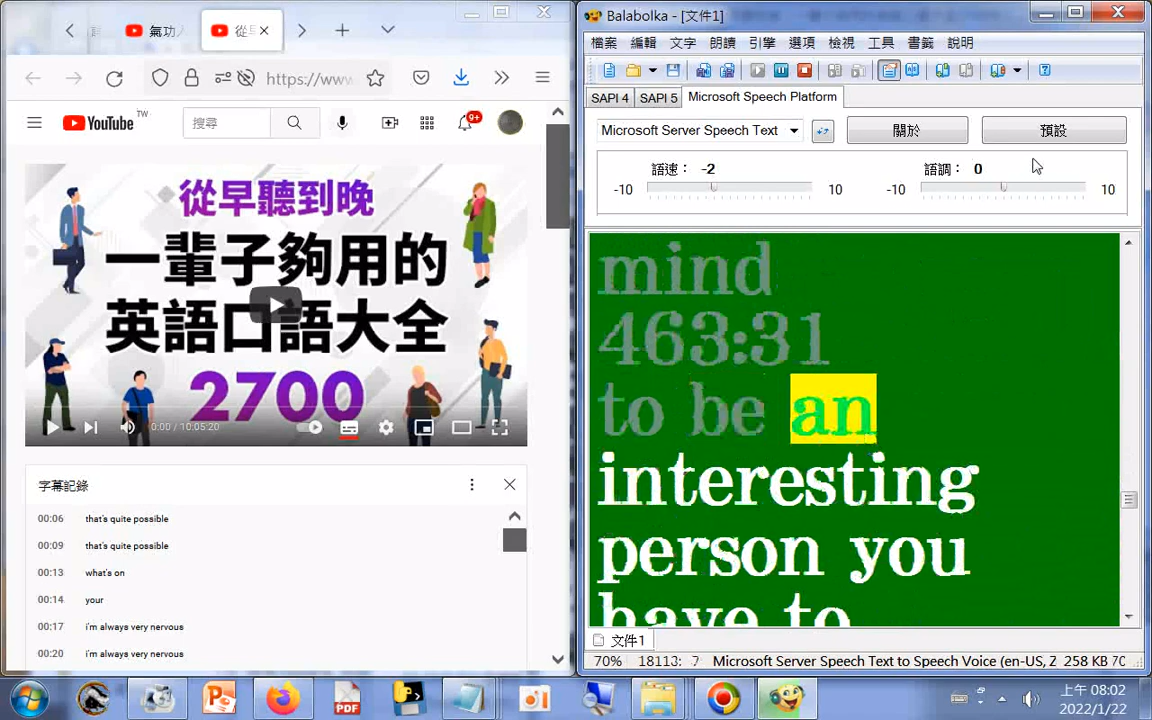 氣功
從
https://www
YouTube TW
搜尋
9+
從早聽到晚
一輩子夠用的
英語口語大全
2700
0:00 / 10:05:20
字幕記錄
00:06 that's quite possible
00:09 that's quite possible
00:13 what's on
00:14 your
00:17 i'm always very nervous
00:20 i'm always very nervous
Balabolka - [文件1]
檔案 編輯 文字 朗讀 引擎 選項 檢視 工具 書籤 說明
SAPI 4 SAPI 5 Microsoft Speech Platform
Microsoft Server Speech Text 關於 預設
語速: -2 語調: 0
-10 10 -10 10
mind
463:31
to be an
interesting
person you
have to
文件1
70% 18113: 7 Microsoft Server Speech Text to Speech Voice (en-US, Z 258 KB
PDF
上午 08:02
2022/1/22